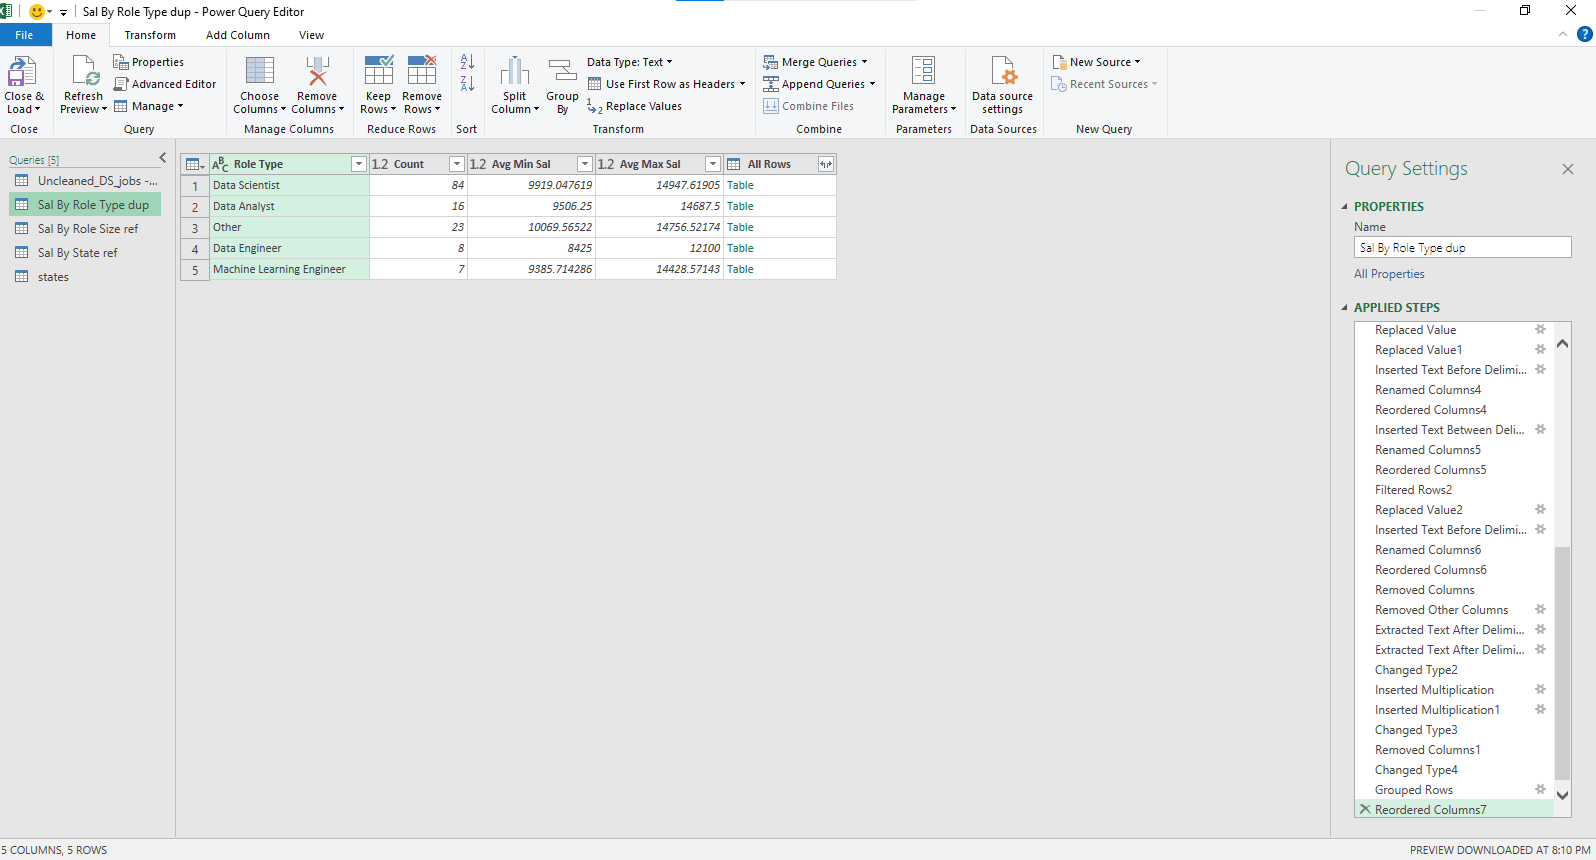 Sal By Role Type dup - Power Query Editor
File
Home
Transform
Add Column
View
Close & Load
Close
Refresh Preview
Properties
Advanced Editor
Manage
Query
Choose Columns
Remove Columns
Manage Columns
Keep Rows
Remove Rows
Reduce Rows
Sort
Split Column
Group By
Data Type: Text
Use First Row as Headers
Replace Values
Transform
Merge Queries
Append Queries
Combine Files
Combine
Manage Parameters
Parameters
Data source settings
Data Sources
New Source
Recent Sources
New Query
Queries [5]
Uncleaned_DS_jobs -...
Sal By Role Type dup
Sal By Role Size ref
Sal By State ref
states
ABC Role Type 1.2 Count 1.2 Avg Min Sal 1.2 Avg Max Sal All Rows
1 Data Scientist 84 9919.047619 14947.61905 Table
2 Data Analyst 16 9506.25 14687.5 Table
3 Other 23 10069.56522 14756.52174 Table
4 Data Engineer 8 8425 12100 Table
5 Machine Learning Engineer 7 9385.714286 14428.57143 Table
Query Settings
PROPERTIES
Name
Sal By Role Type dup
All Properties
APPLIED STEPS
Replaced Value
Replaced Value1
Inserted Text Before Delimi...
Renamed Columns4
Reordered Columns4
Inserted Text Between Deli...
Renamed Columns5
Reordered Columns5
Filtered Rows2
Replaced Value2
Inserted Text Before Delimi...
Renamed Columns6
Reordered Columns6
Removed Columns
Removed Other Columns
Extracted Text After Delimi...
Extracted Text After Delimi...
Changed Type2
Inserted Multiplication
Inserted Multiplication1
Changed Type3
Removed Columns1
Changed Type4
Grouped Rows
Reordered Columns7
5 COLUMNS, 5 ROWS
PREVIEW DOWNLOADED AT 8:10 PM